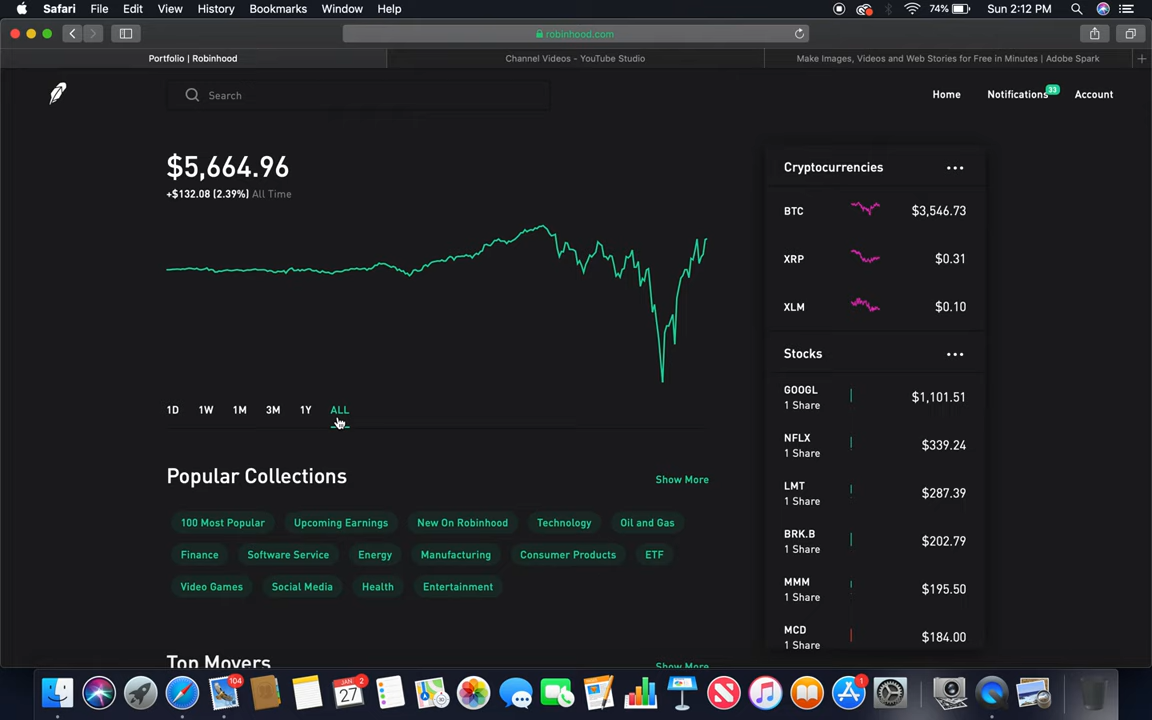 Safari File Edit View History Bookmarks Window Help 74% Sun 2:12 PM
robinhood.com
Portfolio | Robinhood Channel Videos - YouTube Studio Make Images, Videos and Web Stories for Free in Minutes | Adobe Spark
Search Home Notifications 33 Account
$5,664.96
+$132.08 (2.39%) All Time
1D 1W 1M 3M 1Y ALL
Popular Collections Show More
100 Most Popular Upcoming Earnings New On Robinhood Technology Oil and Gas
Finance Software Service Energy Manufacturing Consumer Products ETF
Video Games Social Media Health Entertainment
Top Movers Show More
Cryptocurrencies
BTC $3,546.73
XRP $0.31
XLM $0.10
Stocks
GOOGL
1 Share $1,101.51
NFLX
1 Share $339.24
LMT
1 Share $287.39
BRK.B
1 Share $202.79
MMM
1 Share $195.50
MCD
1 Share $184.00
104 JAN 27 2 1